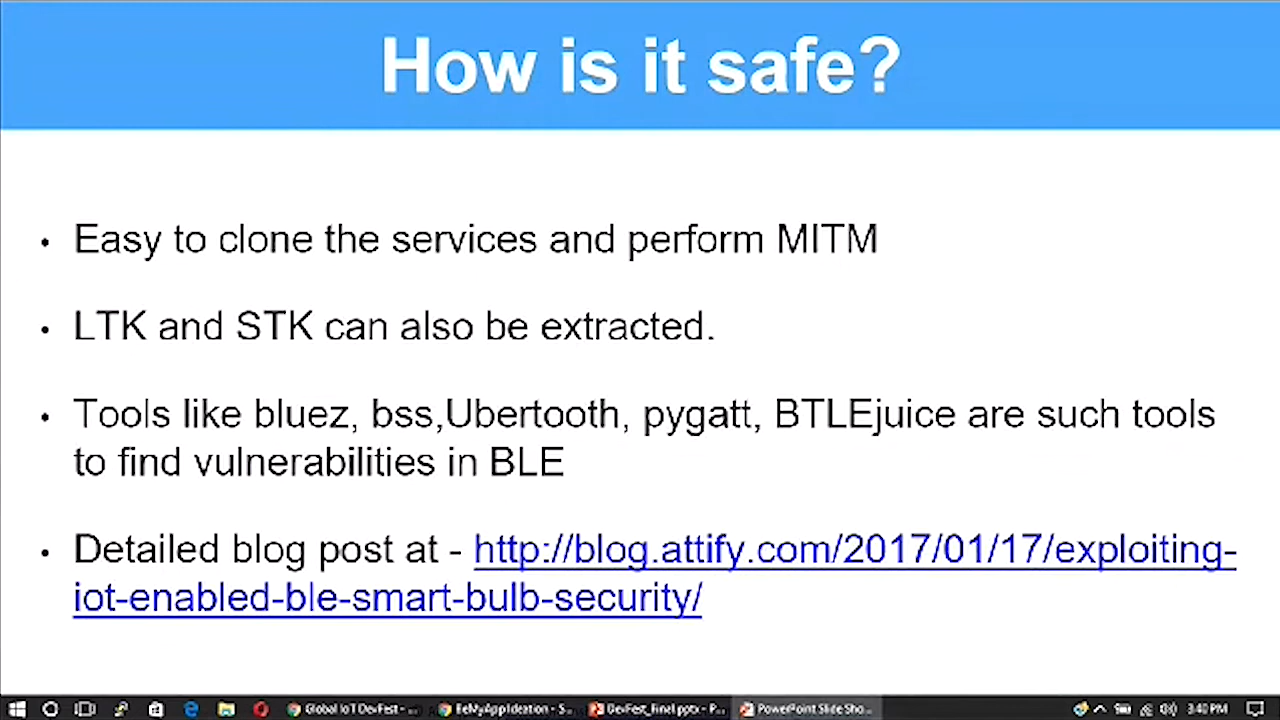 How is it safe?
• Easy to clone the services and perform MITM
• LTK and STK can also be extracted.
• Tools like bluez, bss,Ubertooth, pygatt, BTLEjuice are such tools
to find vulnerabilities in BLE
• Detailed blog post at - http://blog.attify.com/2017/01/17/exploiting-
iot-enabled-ble-smart-bulb-security/
Global IoT DevFest - ... EeMyAppIdeation - S... DevFest_Final.pptx - P... PowerPoint Slide Sho... 3:40 PM